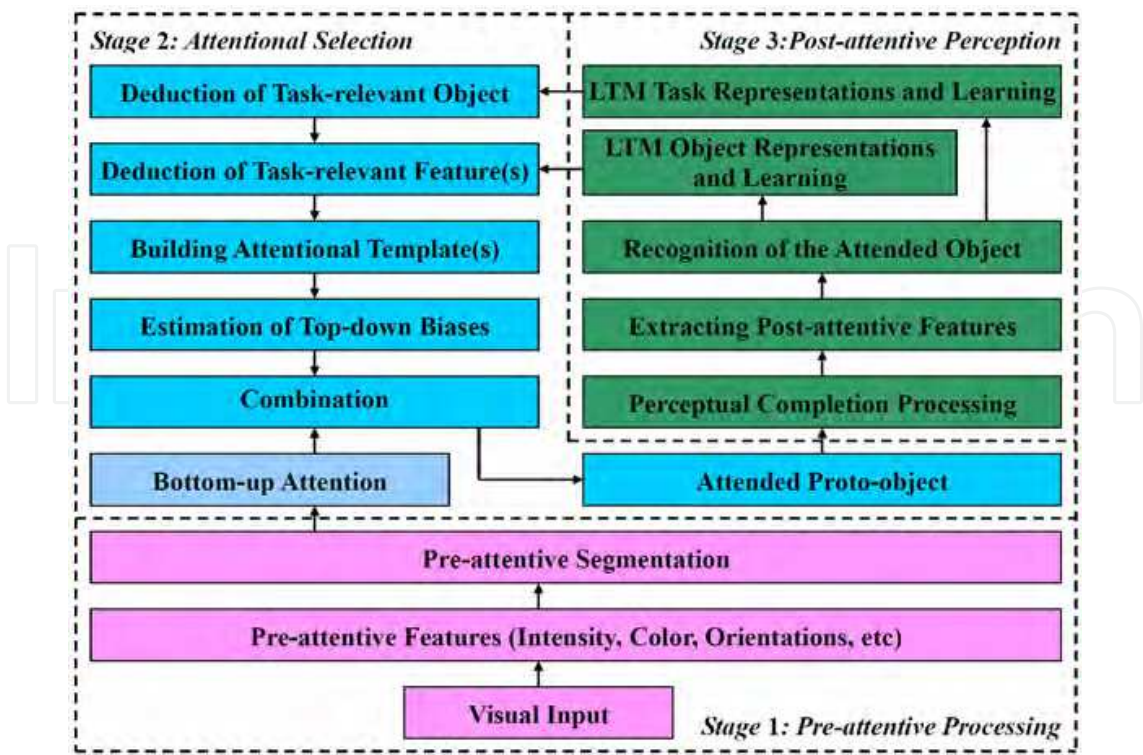 Stage 2: Attentional Selection
Deduction of Task-relevant Object
Deduction of Task-relevant Feature(s)
Building Attentional Template(s)
Estimation of Top-down Biases
Combination
Bottom-up Attention
Stage 3:Post-attentive Perception
LTM Task Representations and Learning
LTM Object Representations
and Learning
Recognition of the Attended Object
Extracting Post-attentive Features
Perceptual Completion Processing
Attended Proto-object
Pre-attentive Segmentation
Pre-attentive Features (Intensity, Color, Orientations, etc)
Visual Input
Stage 1: Pre-attentive Processing